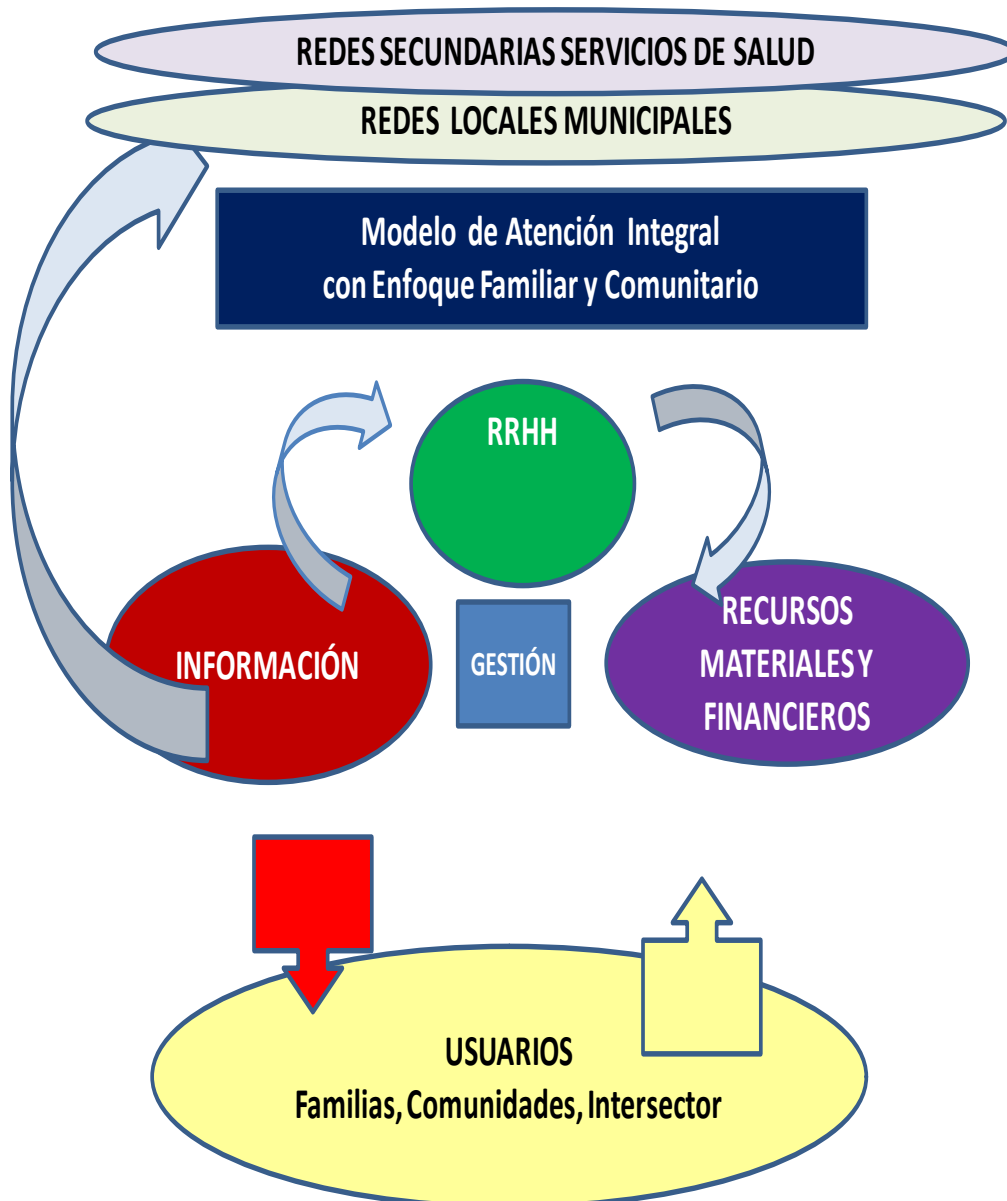 REDES SECUNDARIAS SERVICIOS DE SALUD
REDES LOCALES MUNICIPALES
Modelo de Atención Integral
con Enfoque Familiar y Comunitario
RRHH
INFORMACIÓN
GESTIÓN
RECURSOS
MATERIALES Y
FINANCIEROS
USUARIOS
Familias, Comunidades, Intersector